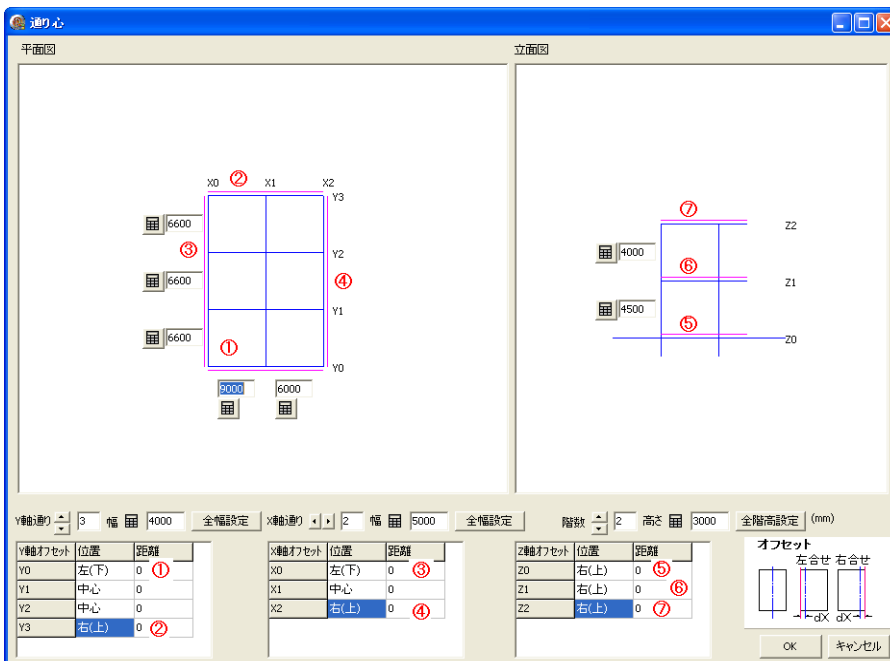 通り心
平面図 立面図
X0 ② X1 X2
Y3
6600
③
Y2
6600 ④
Y1
6600
①
Y0
9000 6000
⑦
Z2
4000
⑥
Z1
4500
⑤
Z0
Y軸通り 3 幅 4000 全幅設定 X軸通り 2 幅 5000 全幅設定 階数 2 高さ 3000 全階高設定 (mm)
Y軸オフセット 位置 距離
Y0 左(下) 0 ①
Y1 中心 0
Y2 中心 0
Y3 右(上) 0 ②
X軸オフセット 位置 距離
X0 左(下) 0 ③
X1 中心 0
X2 右(上) 0 ④
Z軸オフセット 位置 距離
Z0 右(上) 0 ⑤
Z1 右(上) 0 ⑥
Z2 右(上) 0 ⑦
オフセット
左合せ 右合せ
dX dX
OK キャンセル